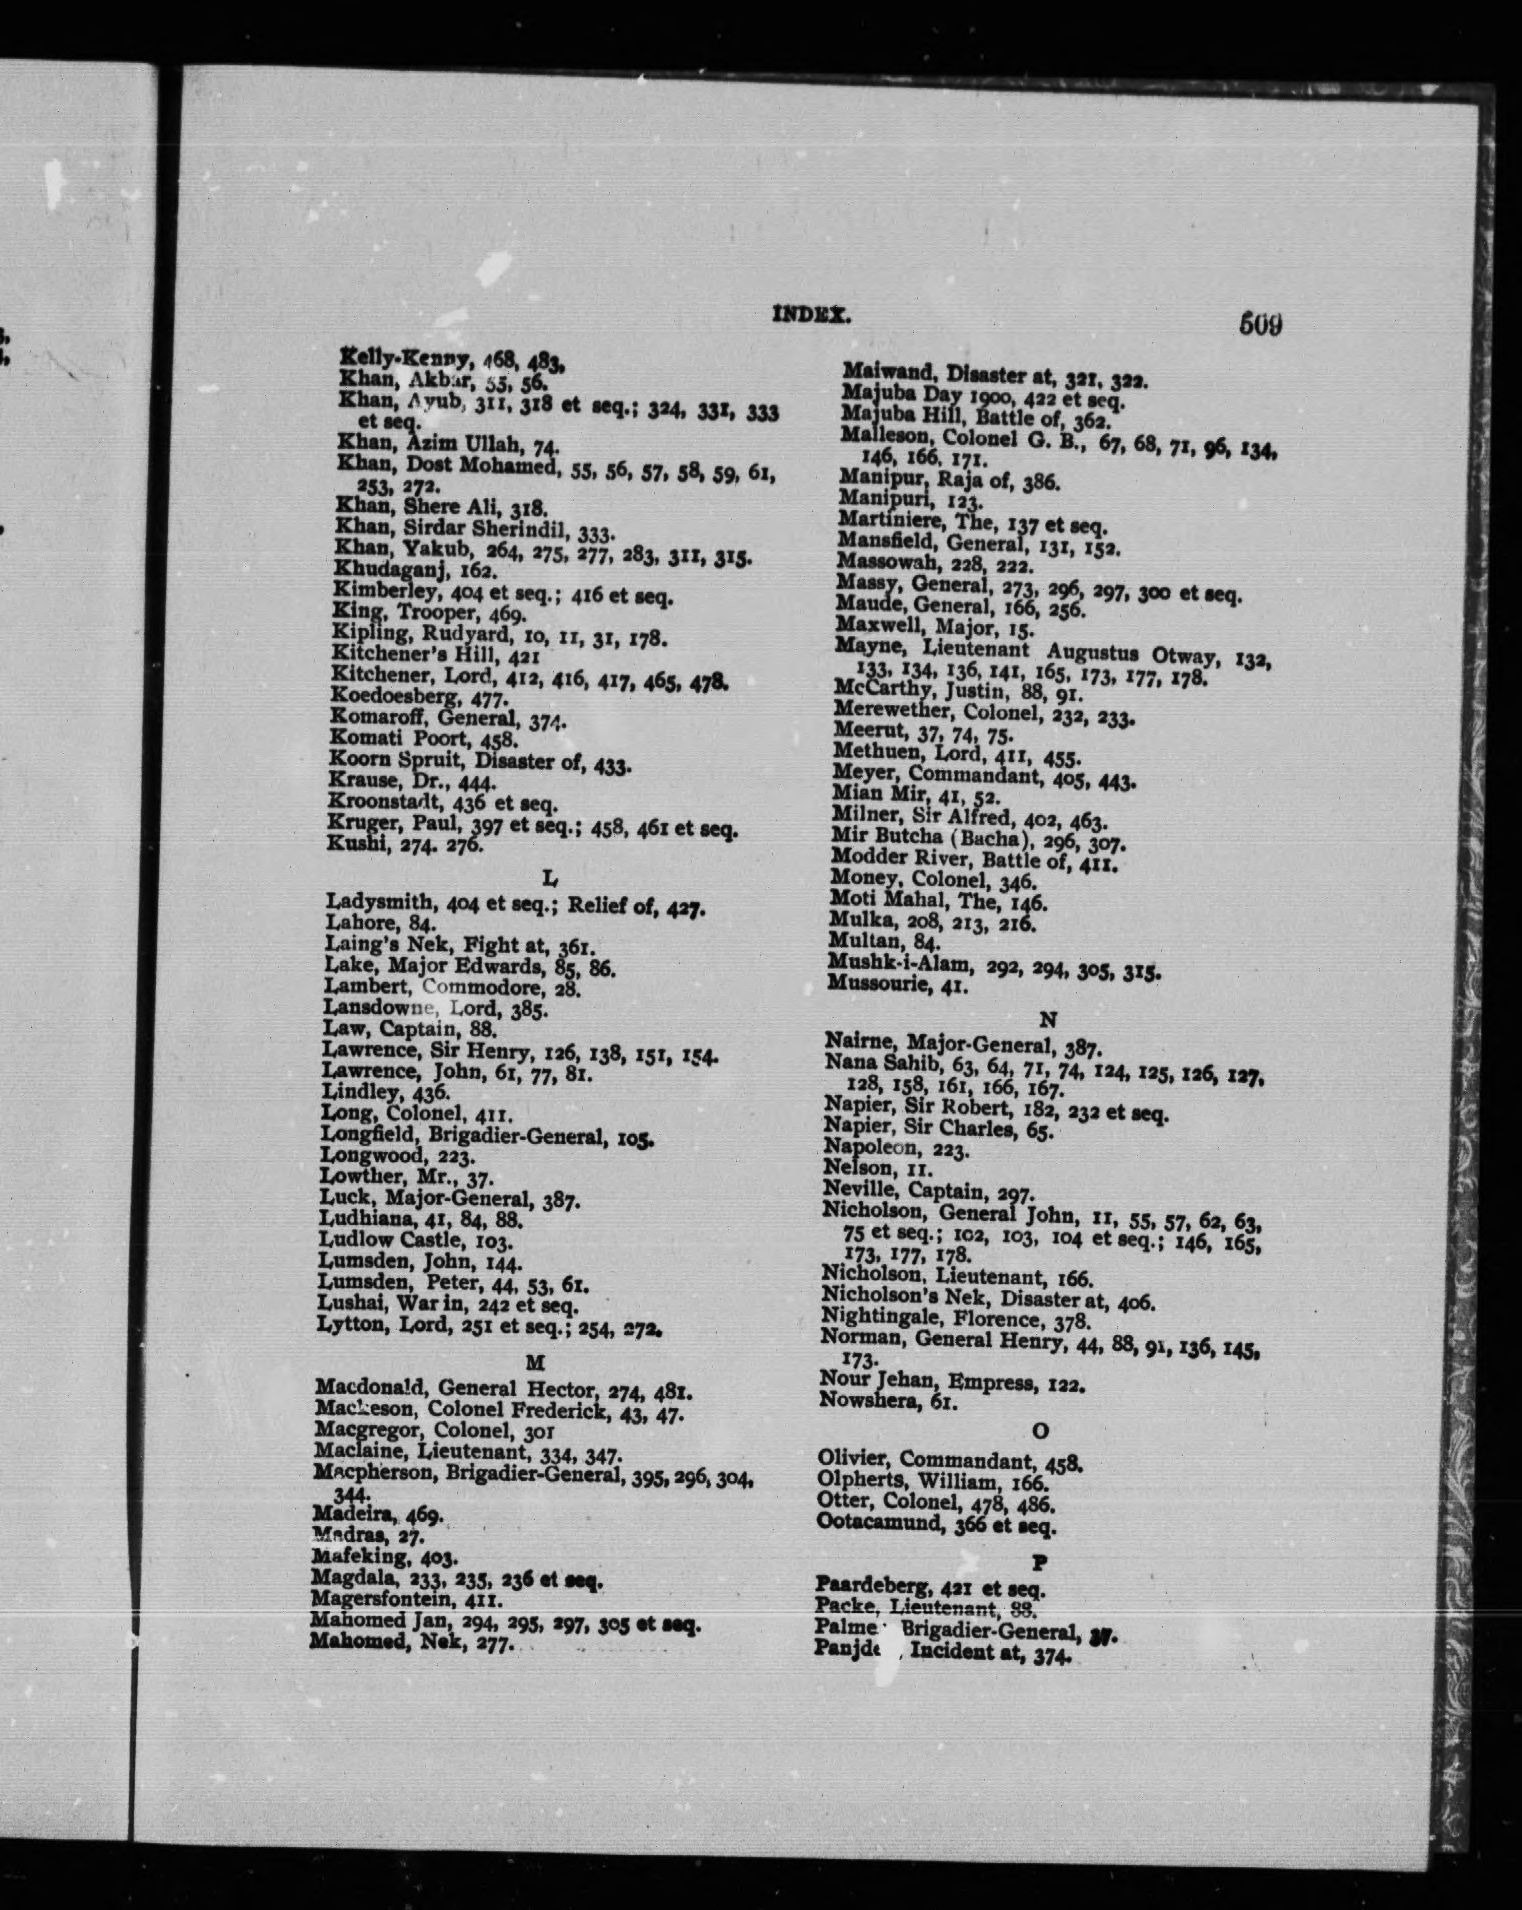 INDEX.
509
Kelly-Kenny, 468, 483,
Khan, Akbar, 55, 56.
Khan, Ayub, 311, 318 et seq.; 324, 331, 333
et seq.
Khan, Azim Ullah, 74.
Khan, Dost Mohamed, 55, 56, 57, 58, 59, 61,
253, 272.
Khan, Shere Ali, 318.
Khan, Sirdar Sherindil, 333.
Khan, Yakub, 264, 275, 277, 283, 311, 315.
Khudaganj, 162.
Kimberley, 404 et seq.; 416 et seq.
King, Trooper, 469.
Kipling, Rudyard, 10, 11, 31, 178.
Kitchener's Hill, 421
Kitchener, Lord, 412, 416, 417, 465, 478.
Koedoesberg, 477.
Komaroff, General, 374.
Komati Poort, 458.
Koorn Spruit, Disaster of, 433.
Krause, Dr., 444.
Kroonstadt, 436 et seq.
Kruger, Paul, 397 et seq.; 458, 461 et seq.
Kushi, 274. 276.
L
Ladysmith, 404 et seq.; Relief of, 427.
Lahore, 84.
Laing's Nek, Fight at, 361.
Lake, Major Edwards, 85, 86.
Lambert, Commodore, 28.
Lansdowne, Lord, 385.
Law, Captain, 88.
Lawrence, Sir Henry, 126, 138, 151, 154.
Lawrence, John, 61, 77, 81.
Lindley, 436.
Long, Colonel, 411.
Longfield, Brigadier-General, 105.
Longwood, 223.
Lowther, Mr., 37.
Luck, Major-General, 387.
Ludhiana, 41, 84, 88.
Ludlow Castle, 103.
Lumsden, John, 144.
Lumsden, Peter, 44, 53, 61.
Lushai, War in, 242 et seq.
Lytton, Lord, 251 et seq.; 254, 272.
M
Macdonald, General Hector, 274, 481.
Mackeson, Colonel Frederick, 43, 47.
Macgregor, Colonel, 301
Maclaine, Lieutenant, 334, 347.
Macpherson, Brigadier-General, 395, 296, 304,
344.
Madeira, 469.
Madras, 27.
Mafeking, 403.
Magdala, 233, 235, 236 et seq.
Magersfontein, 411.
Mahomed Jan, 294, 295, 297, 305 et seq.
Mahomed, Nek, 277.
Maiwand, Disaster at, 321, 322.
Majuba Day 1900, 422 et seq.
Majuba Hill, Battle of, 362.
Malleson, Colonel G. B., 67, 68, 71, 96, 134,
146, 166, 171.
Manipur, Raja of, 386.
Manipuri, 123.
Martiniere, The, 137 et seq.
Mansfield, General, 131, 152.
Massowah, 228, 222.
Massy, General, 273, 296, 297, 300 et seq.
Maude, General, 166, 256.
Maxwell, Major, 15.
Mayne, Lieutenant Augustus Otway, 132,
133, 134, 136, 141, 165, 173, 177, 178.
McCarthy, Justin, 88, 91.
Merewether, Colonel, 232, 233.
Meerut, 37, 74, 75.
Methuen, Lord, 411, 455.
Meyer, Commandant, 405, 443.
Mian Mir, 41, 52.
Milner, Sir Alfred, 402, 463.
Mir Butcha (Bacha), 296, 307.
Modder River, Battle of, 411.
Money, Colonel, 346.
Moti Mahal, The, 146.
Mulka, 208, 213, 216.
Multan, 84.
Mushk-i-Alam, 292, 294, 305, 315.
Mussourie, 41.
N
Nairne, Major-General, 387.
Nana Sahib, 63, 64, 71, 74, 124, 125, 126, 127,
128, 158, 161, 166, 167.
Napier, Sir Robert, 182, 232 et seq.
Napier, Sir Charles, 65.
Napoleon, 223.
Nelson, 11.
Neville, Captain, 297.
Nicholson, General John, 11, 55, 57, 62, 63,
75 et seq.; 102, 103, 104 et seq.; 146, 165,
173, 177, 178.
Nicholson, Lieutenant, 166.
Nicholson's Nek, Disaster at, 406.
Nightingale, Florence, 378.
Norman, General Henry, 44, 88, 91, 136, 145,
173.
Nour Jehan, Empress, 122.
Nowshera, 61.
O
Olivier, Commandant, 458.
Olpherts, William, 166.
Otter, Colonel, 478, 486.
Ootacamund, 366 et seq.
P
Paardeberg, 421 et seq.
Packe, Lieutenant, 88.
Brigadier-General,
Incident at, 374.